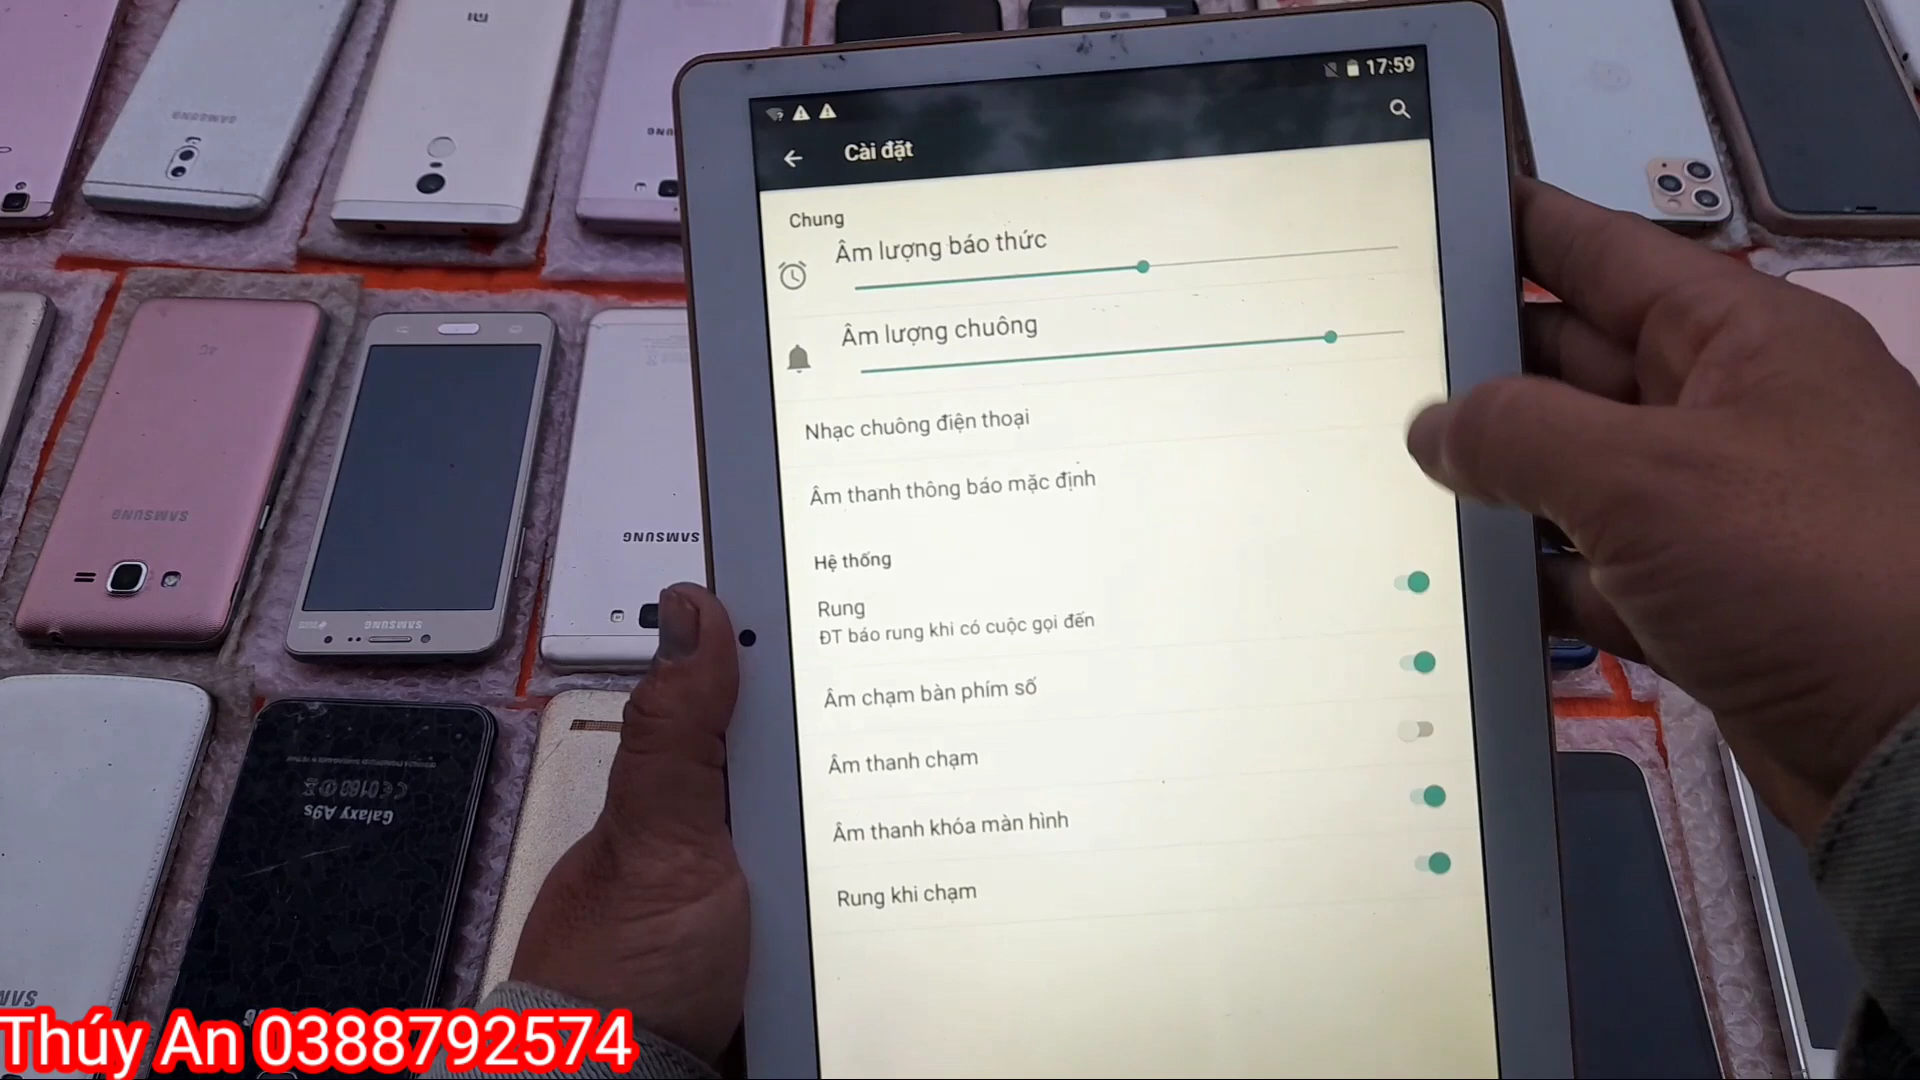 17:59
Cài đặt
Chung
Âm lượng báo thức
Âm lượng chuông
Nhạc chuông điện thoại
Âm thanh thông báo mặc định
Hệ thống
Rung
ĐT báo rung khi có cuộc gọi đến
Âm chạm bàn phím số
Âm thanh chạm
Âm thanh khóa màn hình
Rung khi chạm
SAMSUNG
SAMSUNG
SAMSUNG
SAMSUNG
4G
Galaxy A9s
Thúy An 0388792574